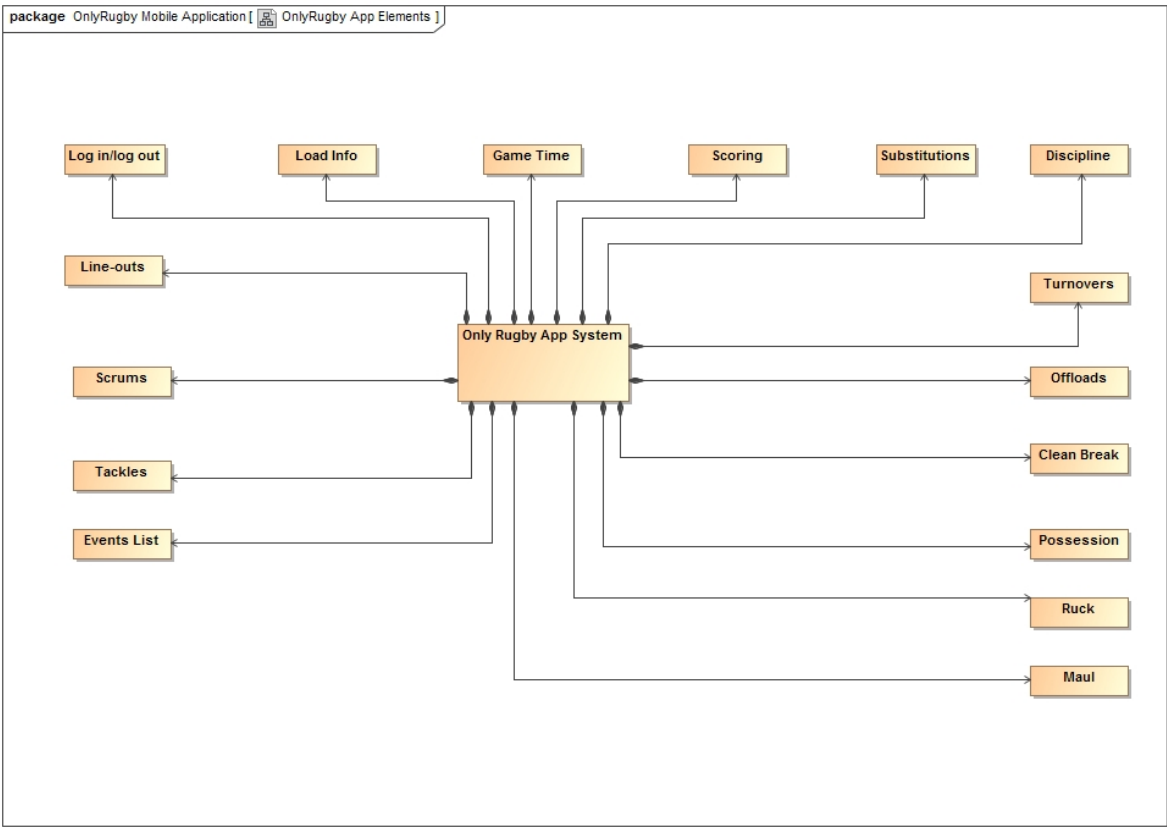 package OnlyRugby Mobile Application [ OnlyRugby App Elements ]
Log in/log out
Load Info
Game Time
Scoring
Substitutions
Discipline
Line-outs
Turnovers
Only Rugby App System
Scrums
Offloads
Clean Break
Tackles
Events List
Possession
Ruck
Maul